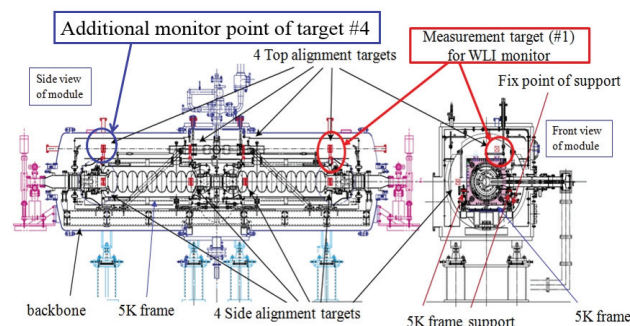 Additional monitor point of target #4
Measurement target (#1)
for WLI monitor
4 Top alignment targets
Side view
of module
Fix point of support
Front view
of module
backbone
5K frame
4 Side alignment targets
5K frame support
5K frame